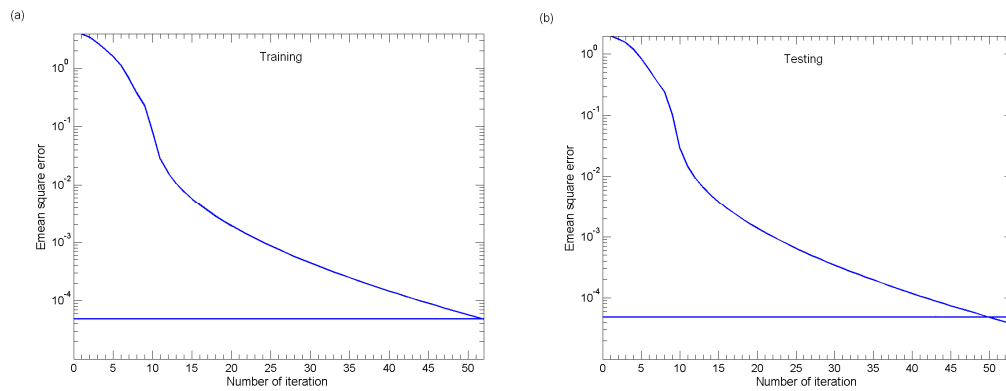 (a)
Training
Emean square error
10^0
10^-1
10^-2
10^-3
10^-4
0 5 10 15 20 25 30 35 40 45 50
Number of iteration
(b)
Testing
Emean square error
10^0
10^-1
10^-2
10^-3
10^-4
0 5 10 15 20 25 30 35 40 45 50
Number of iteration